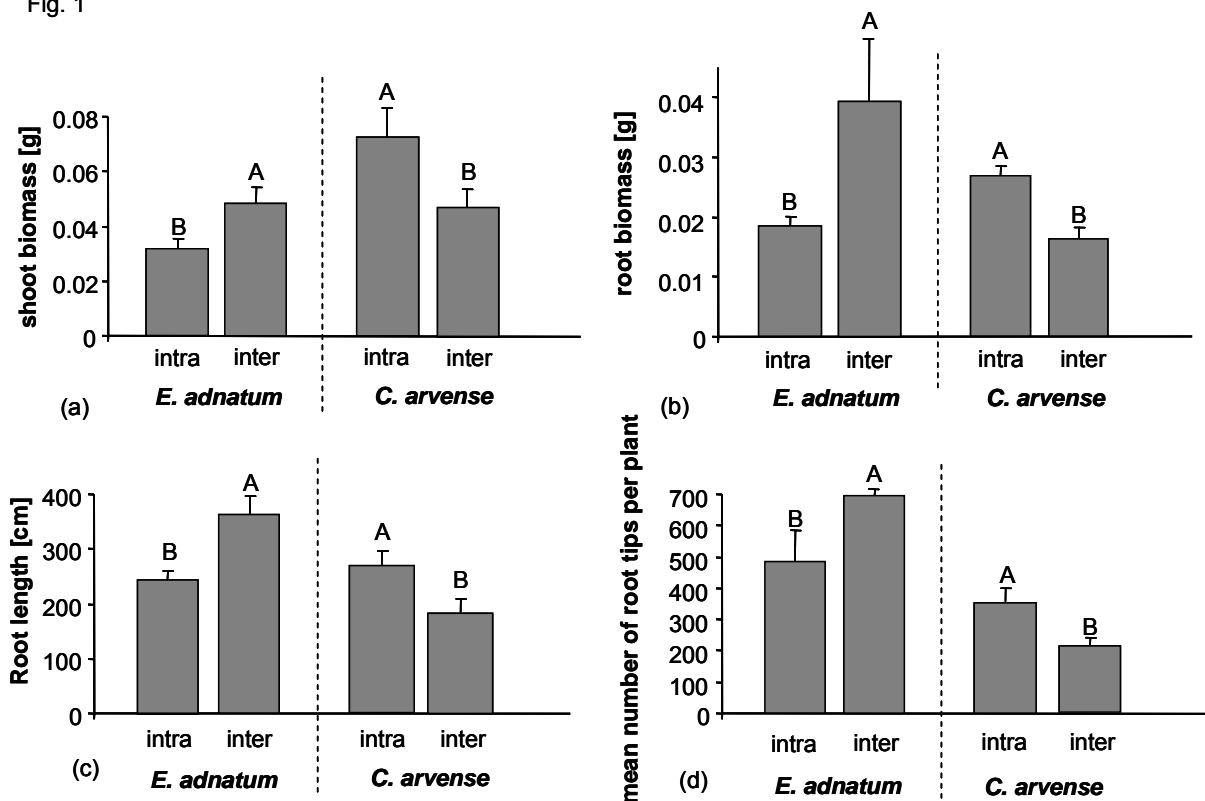 Fig. 1
shoot biomass [g]
0.08
0.06
0.04
0.02
0
B
A
A
B
intra
inter
intra
inter
E. adnatum
C. arvense
(a)
root biomass [g]
0.04
0.03
0.02
0.01
0
B
A
A
B
intra
inter
intra
inter
E. adnatum
C. arvense
(b)
Root length [cm]
400
300
200
100
0
B
A
A
B
intra
inter
intra
inter
E. adnatum
C. arvense
(c)
mean number of root tips per plant
700
600
500
400
300
200
100
0
B
A
A
B
intra
inter
intra
inter
E. adnatum
C. arvense
(d)